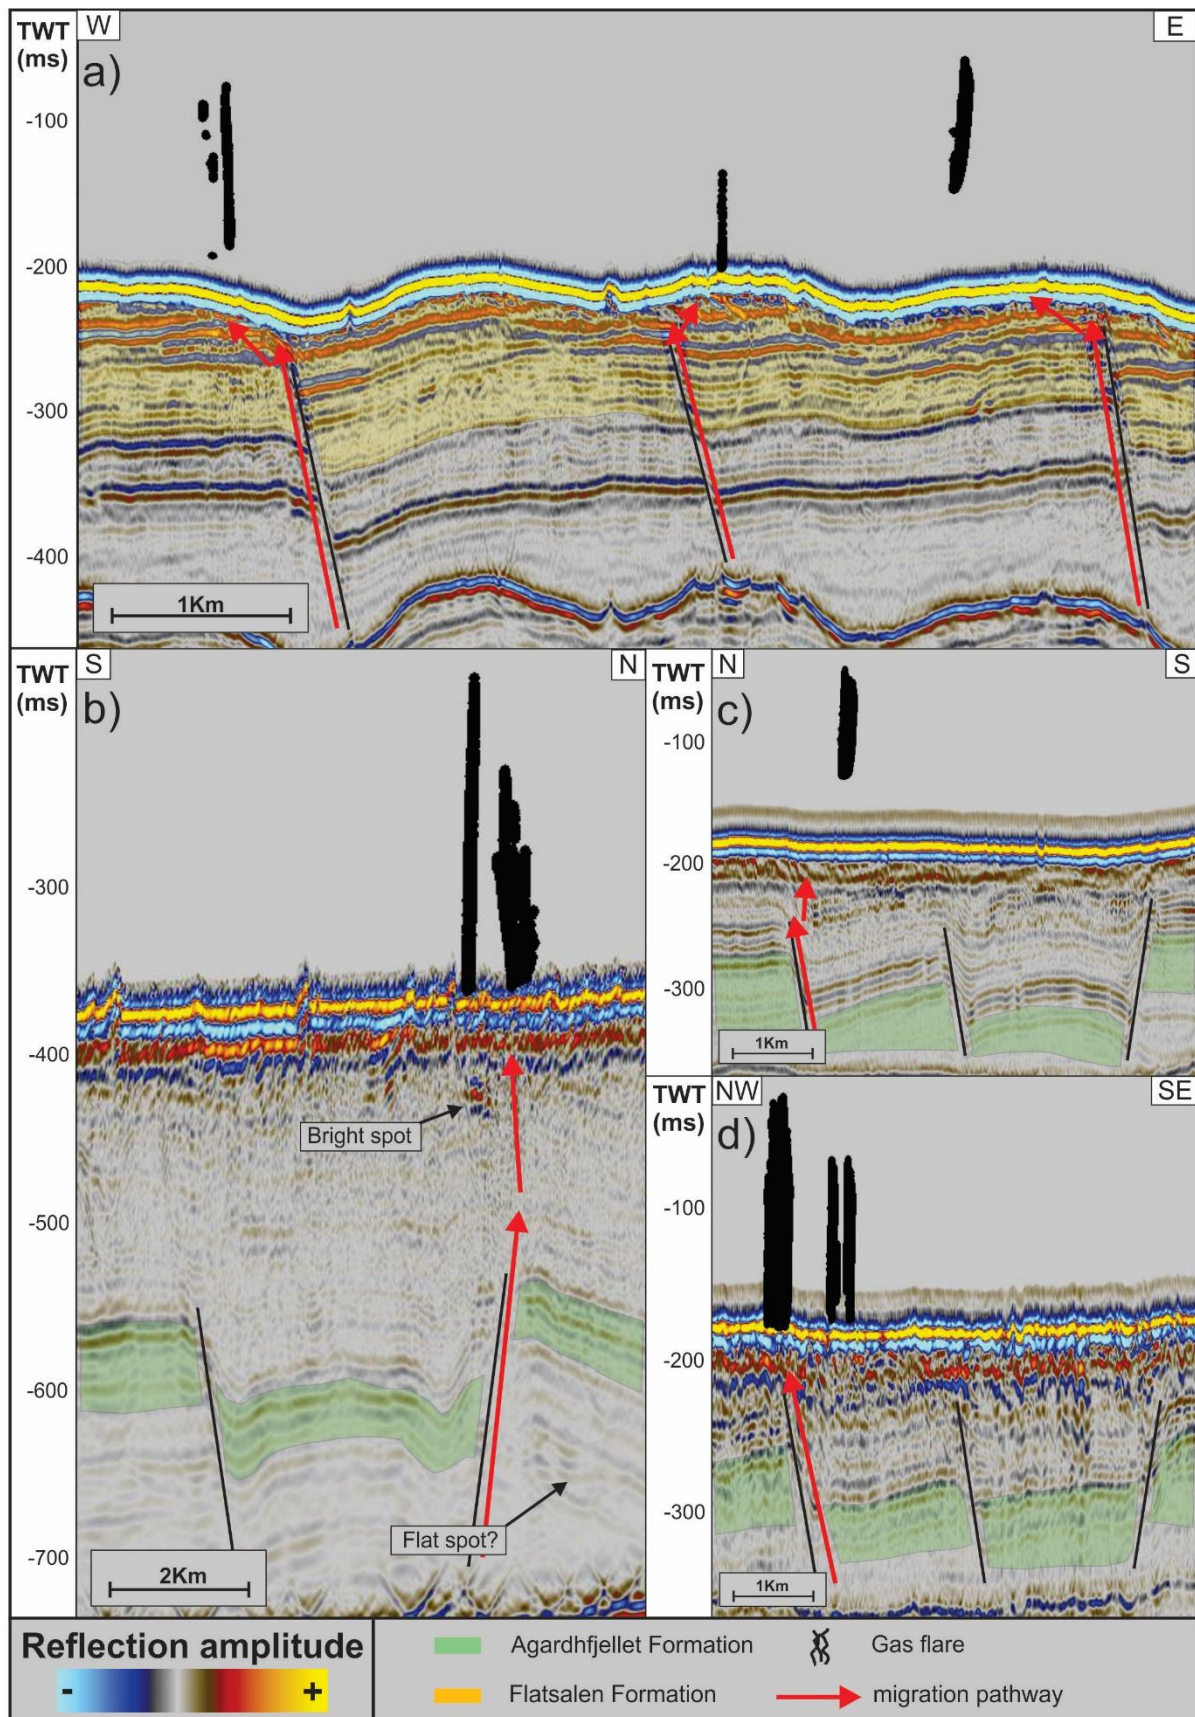 TWT
(ms)
W
E
a)
-100
-200
-300
-400
1Km
TWT
(ms)
S
N
b)
-300
-400
Bright spot
-500
-600
Flat spot?
-700
2Km
TWT
(ms)
N
S
c)
-100
-200
-300
1Km
TWT
(ms)
NW
SE
d)
-100
-200
-300
1Km
Reflection amplitude
- +
Agardhfjellet Formation
Gas flare
Flatsalen Formation
migration pathway